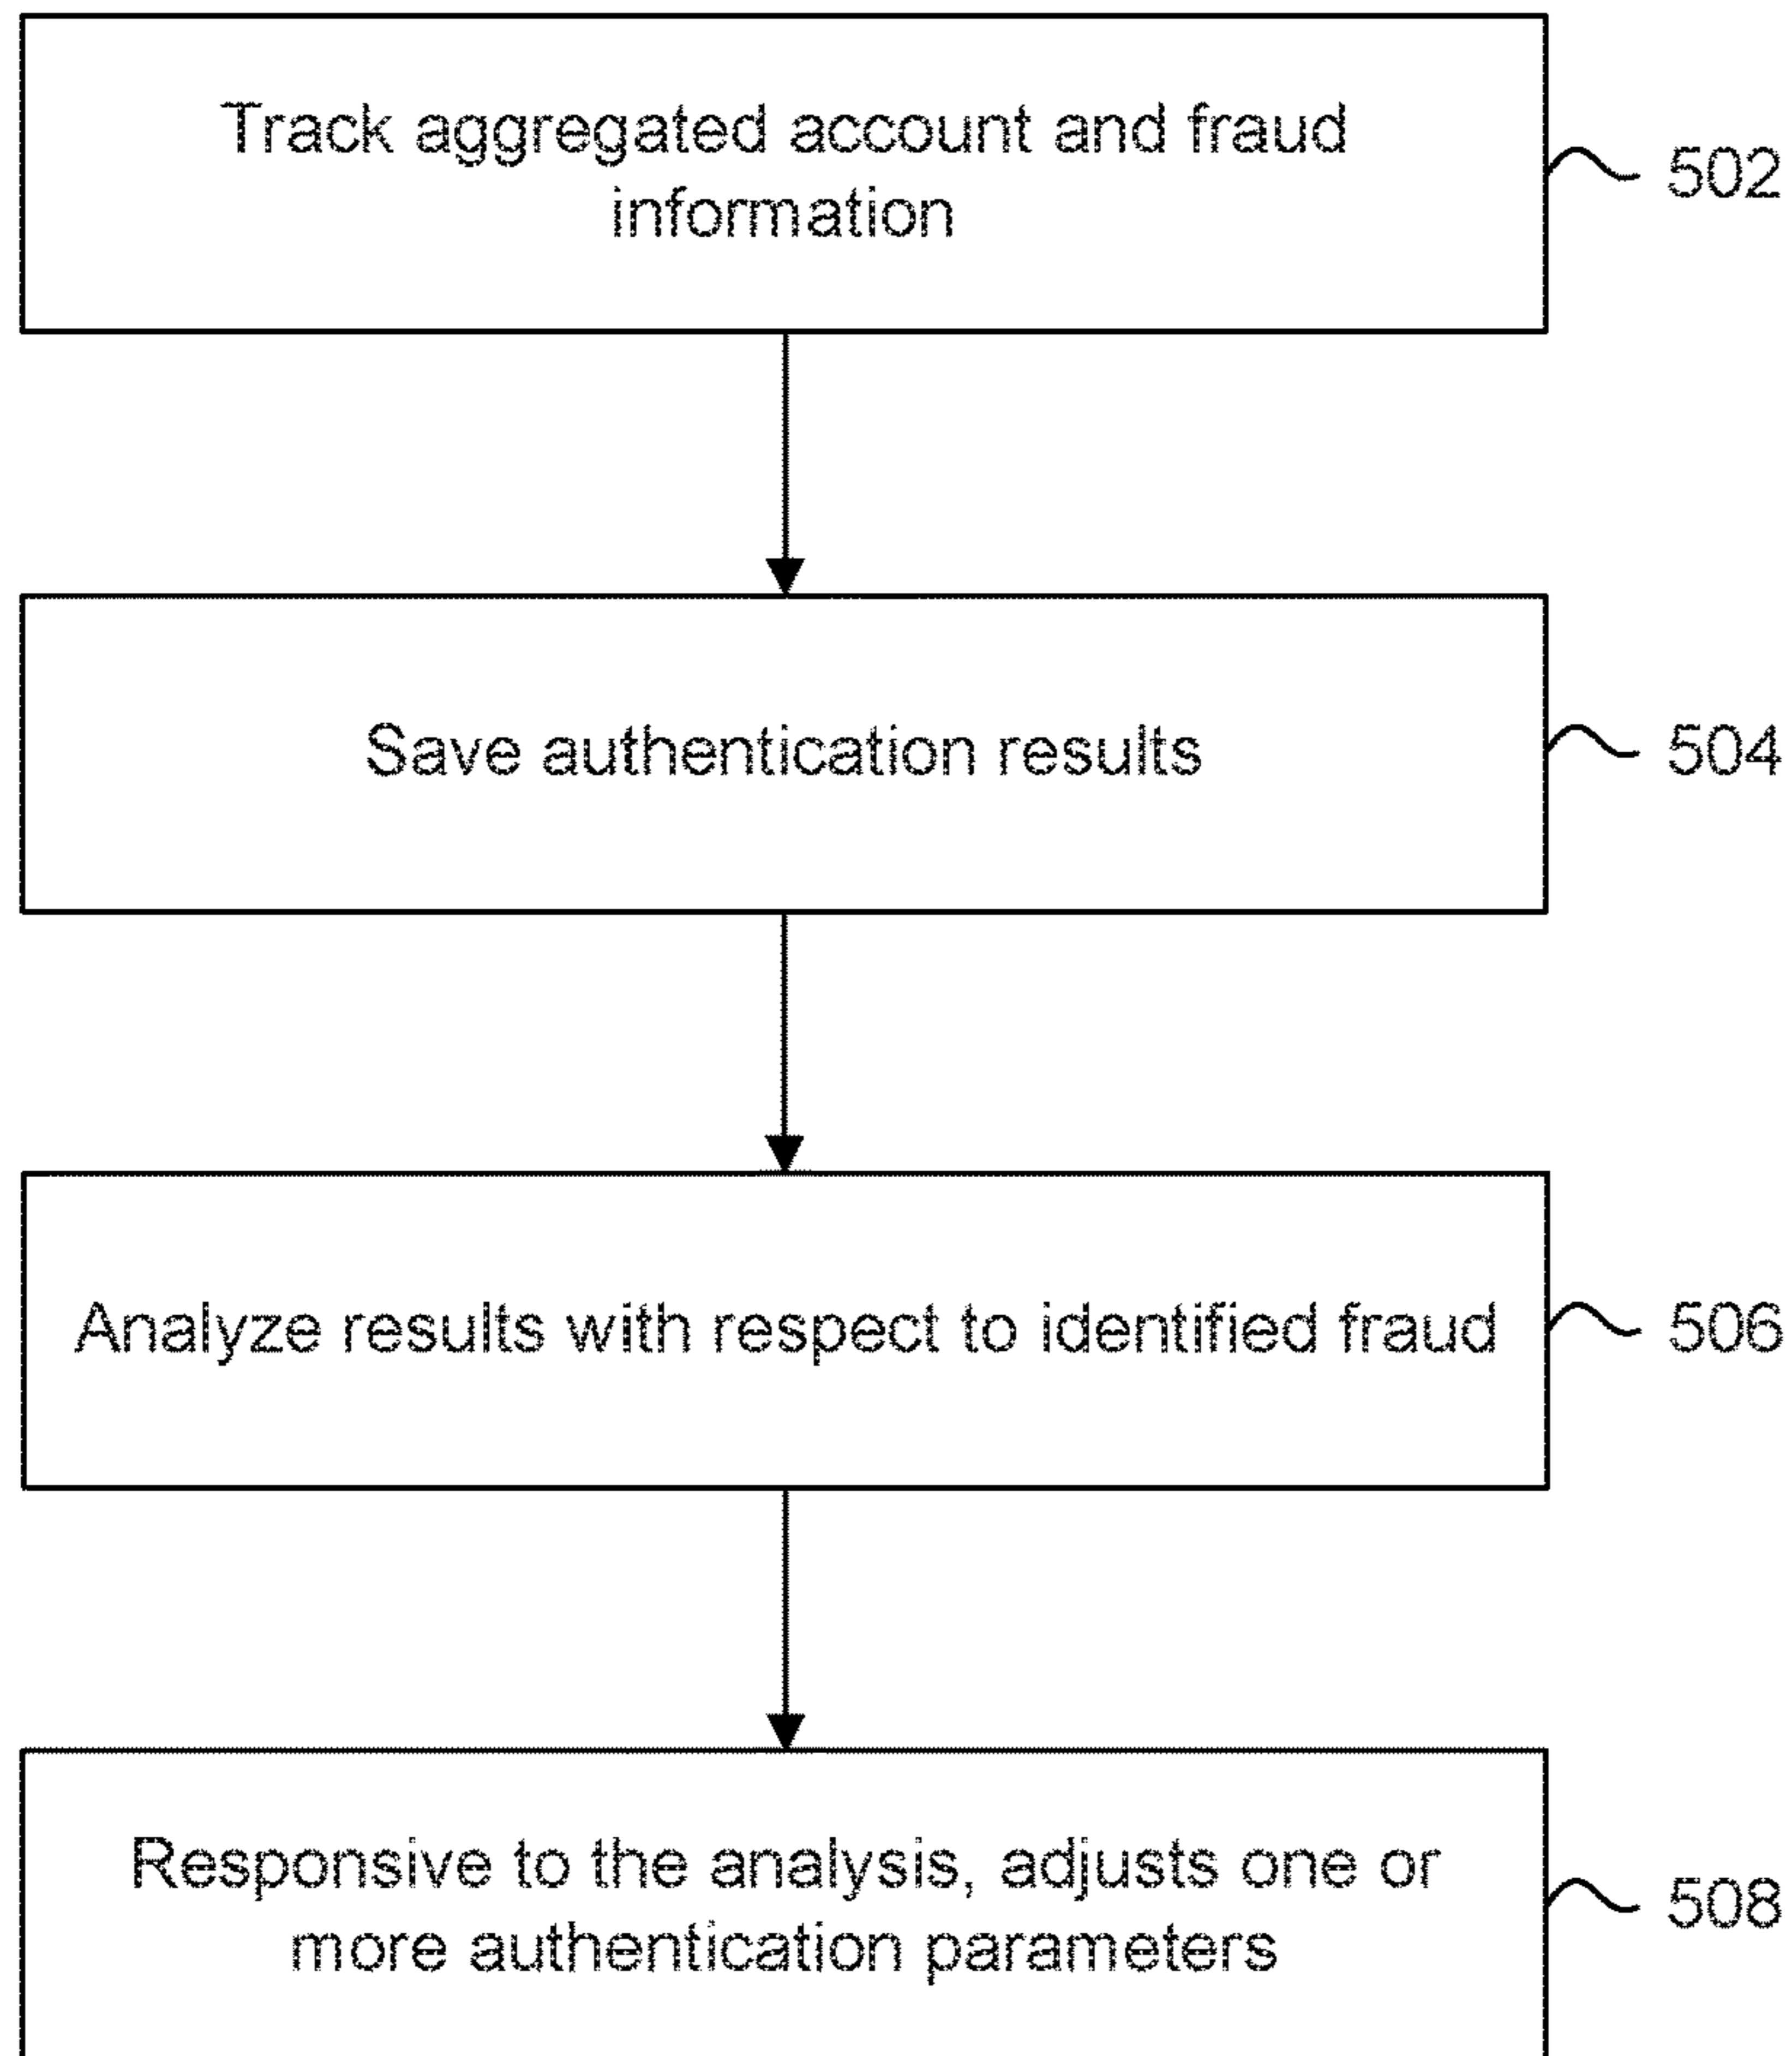 Track aggregated account and fraud
information
502
Save authentication results
504
Analyze results with respect to identified fraud
506
Responsive to the analysis, adjusts one or
more authentication parameters
508